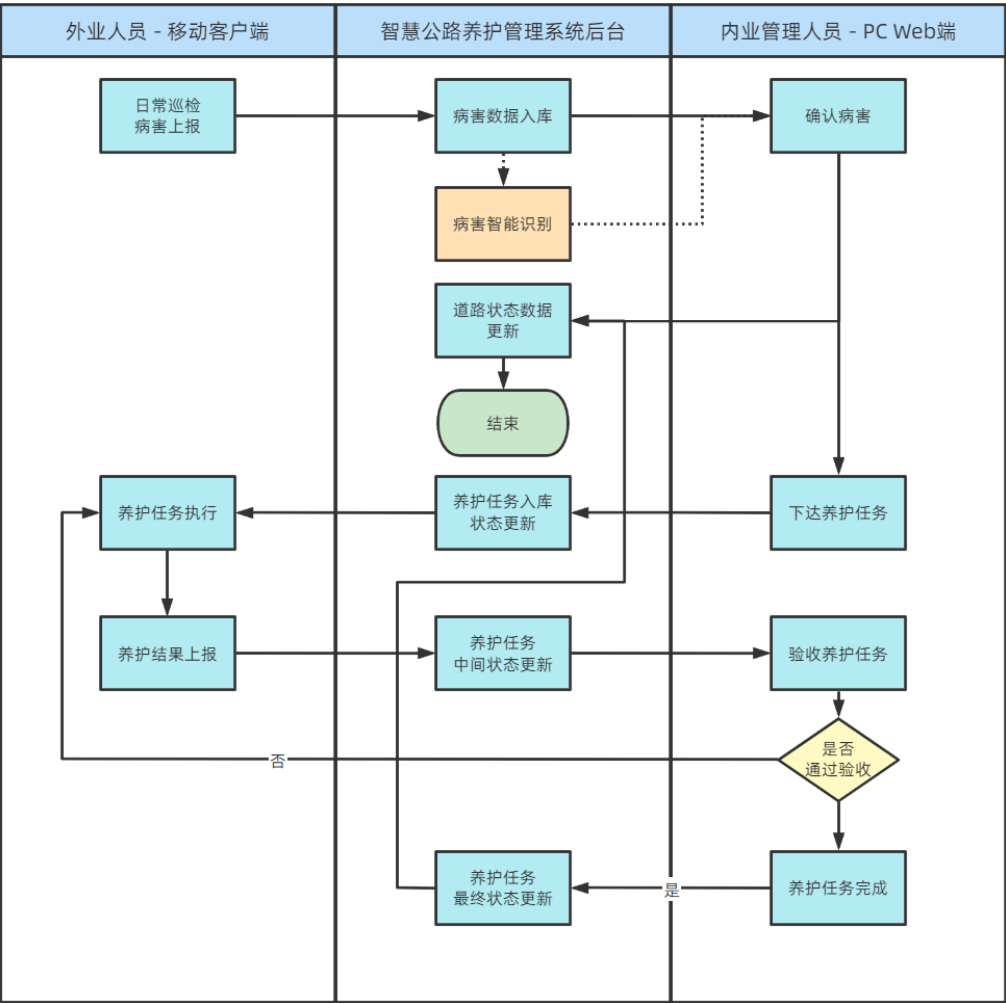 外业人员 - 移动客户端
智慧公路养护管理系统后台
内业管理人员 - PC Web端
日常巡检
病害上报
病害数据入库
确认病害
病害智能识别
道路状态数据
更新
结束
养护任务执行
养护任务入库
状态更新
下达养护任务
养护结果上报
养护任务
中间状态更新
验收养护任务
是否
通过验收
否
养护任务
最终状态更新
是
养护任务完成